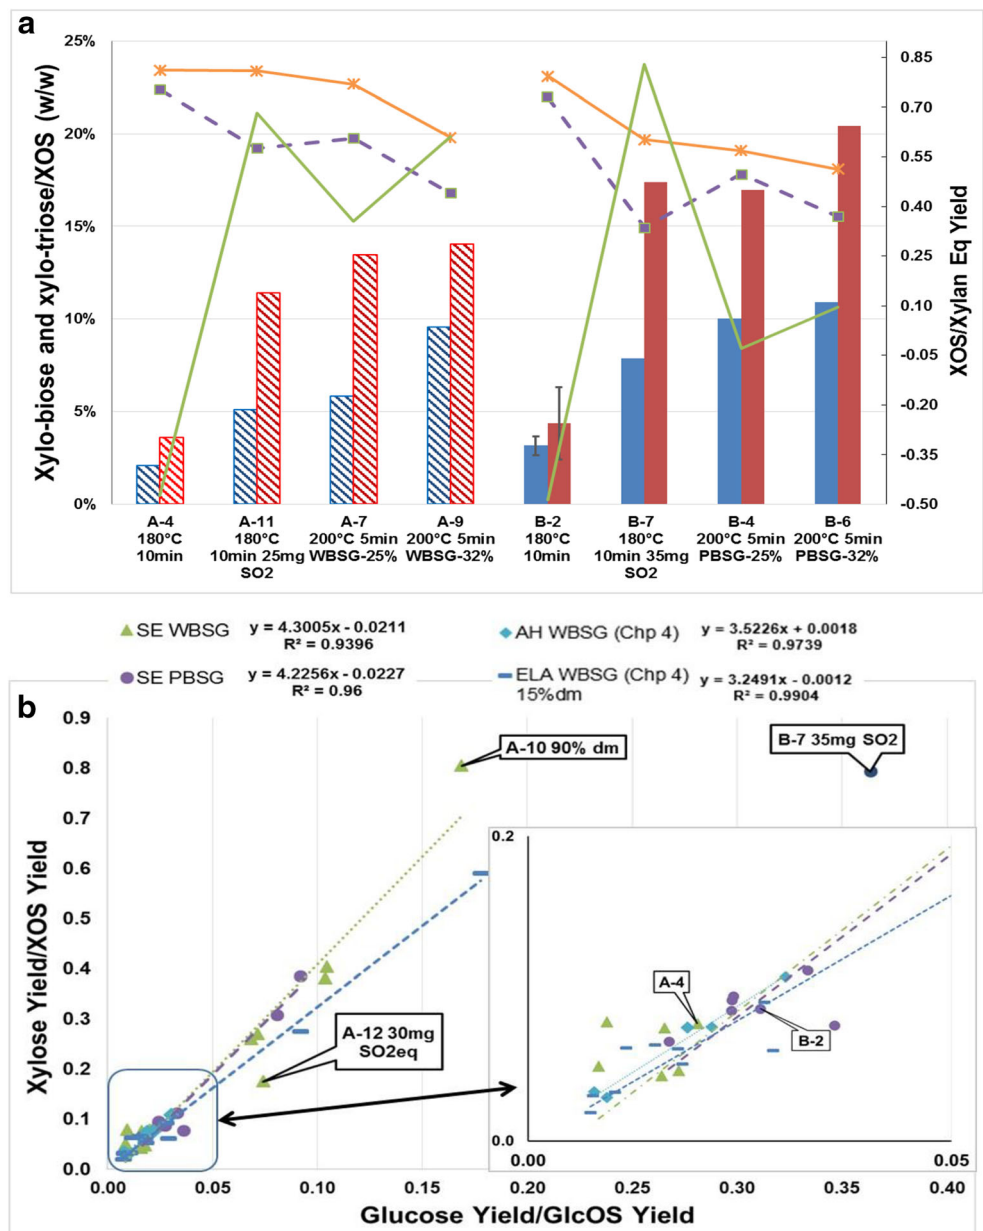 a
Xylo-biose and xylo-triose/XOS (w/w)
25%
20%
15%
10%
5%
0%
0.85
0.70
0.55
0.40
0.25
0.10
-0.05
-0.20
-0.35
-0.50
XOS/Xylan Eq Yield
A-4
180°C
10min
A-11
180°C
10min 25mg
SO2
A-7
200°C 5min
WBSG-25%
A-9
200°C 5min
WBSG-32%
B-2
180°C
10min
B-7
180°C
10min 35mg
SO2
B-4
200°C 5min
PBSG-25%
B-6
200°C 5min
PBSG-32%
SE WBSG
y = 4.3005x - 0.0211
R² = 0.9396
AH WBSG (Chp 4)
y = 3.5226x + 0.0018
R² = 0.9739
SE PBSG
y = 4.2256x - 0.0227
R² = 0.96
ELA WBSG (Chp 4)
15%dm
y = 3.2491x - 0.0012
R² = 0.9904
b
Xylose Yield/XOS Yield
0.9
0.8
0.7
0.6
0.5
0.4
0.3
0.2
0.1
0.0
A-10 90% dm
B-7 35mg SO2
A-12 30mg
SO2eq
0.2
A-4
B-2
0.0
0.00
0.05
0.00
0.05
0.10
0.15
0.20
0.25
0.30
0.35
0.40
Glucose Yield/GlcOS Yield